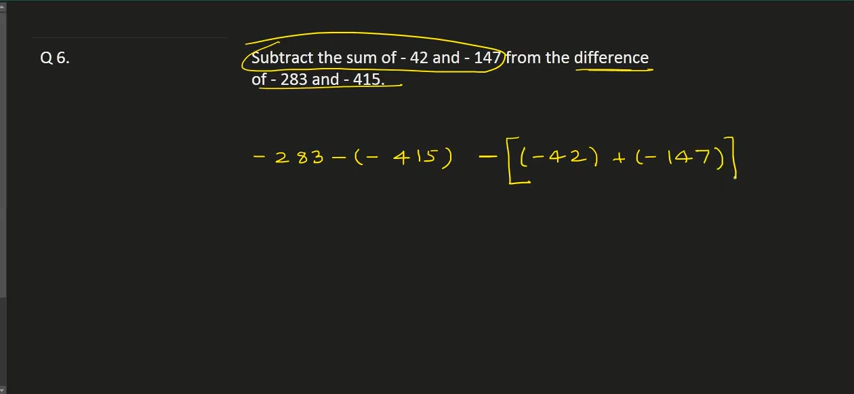 Q 6.
Subtract the sum of - 42 and - 147 from the difference
of - 283 and - 415.
- 283 - (- 415) - [(-42) + (- 147)]